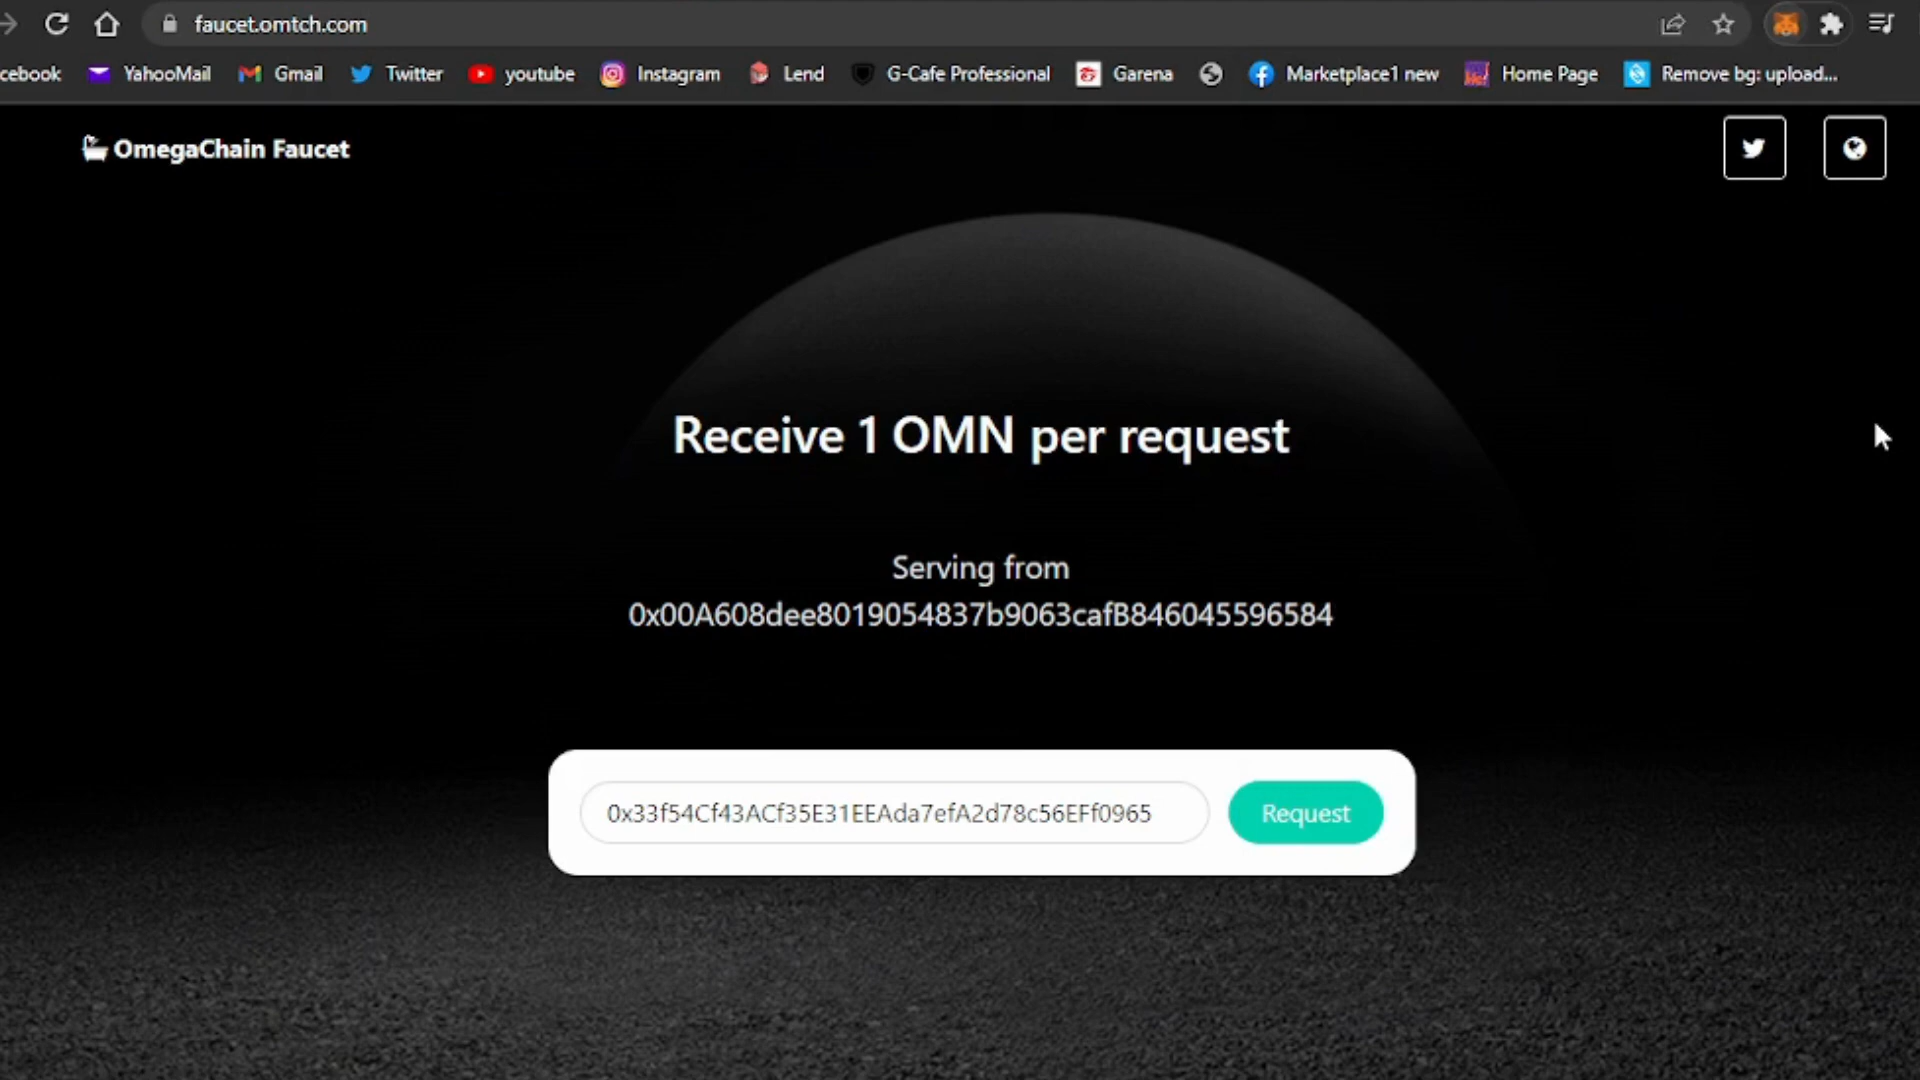 faucet.omtch.com
cebook YahooMail Gmail Twitter youtube Instagram Lend G-Cafe Professional Garena Marketplace1 new Home Page Remove bg: upload...
OmegaChain Faucet
Receive 1 OMN per request
Serving from
0x00A608dee8019054837b9063cafB846045596584
0x33f54Cf43ACf35E31EEAda7efA2d78c56EFf0965 Request